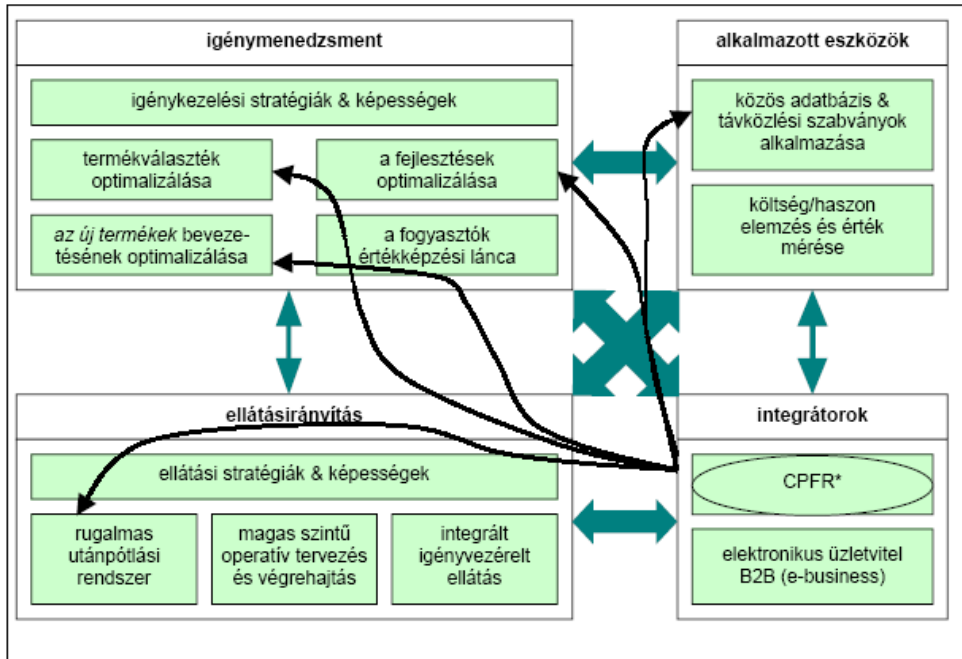 igénymenedzsment
igénykezelési stratégiák & képességek
termékválaszték
optimalizálása
a fejlesztések
optimalizálása
az új termékek beveze-
tésének optimalizálása
a fogyasztók
értékképzési lánca
alkalmazott eszközök
közös adatbázis &
távközlési szabványok
alkalmazása
költség/haszon
elemzés és érték
mérése
ellátásirányítás
ellátási stratégiák & képességek
rugalmas
utánpótlási
rendszer
magas szintű
operatív tervezés
és végrehajtás
integrált
igényvezérelt
ellátás
integrátorok
CPFR*
elektronikus üzletvitel
B2B (e-business)